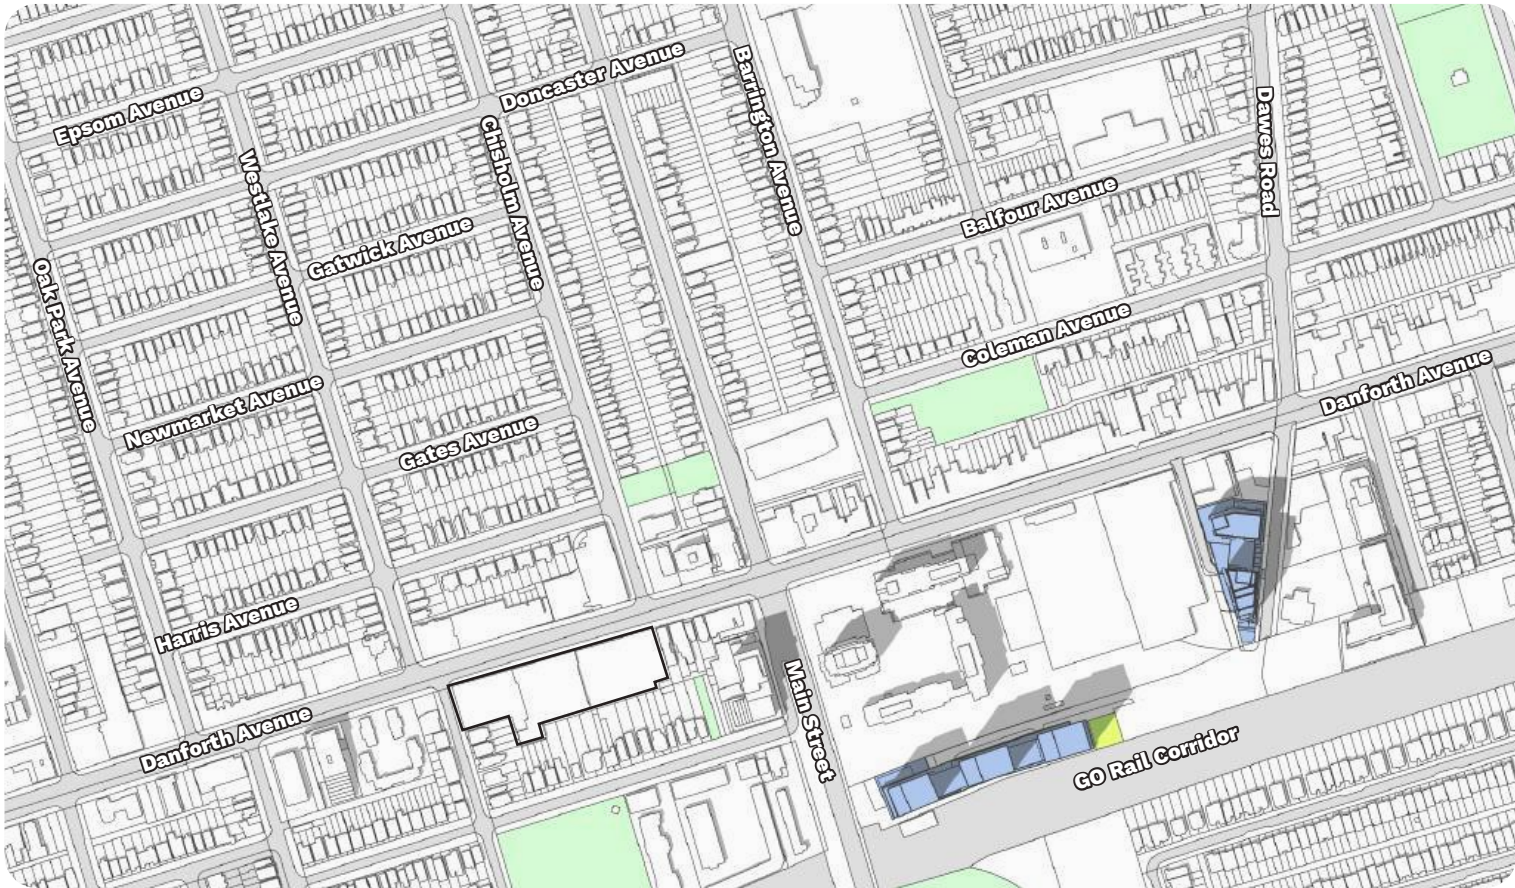 Epsom Avenue
Doncaster Avenue
Barrington Avenue
Dawes Road
Chisholm Avenue
Westlake Avenue
Balfour Avenue
Gatwick Avenue
Oak Park Avenue
Coleman Avenue
Danforth Avenue
Newmarket Avenue
Gates Avenue
Harris Avenue
Main Street
Danforth Avenue
GO Rail Corridor